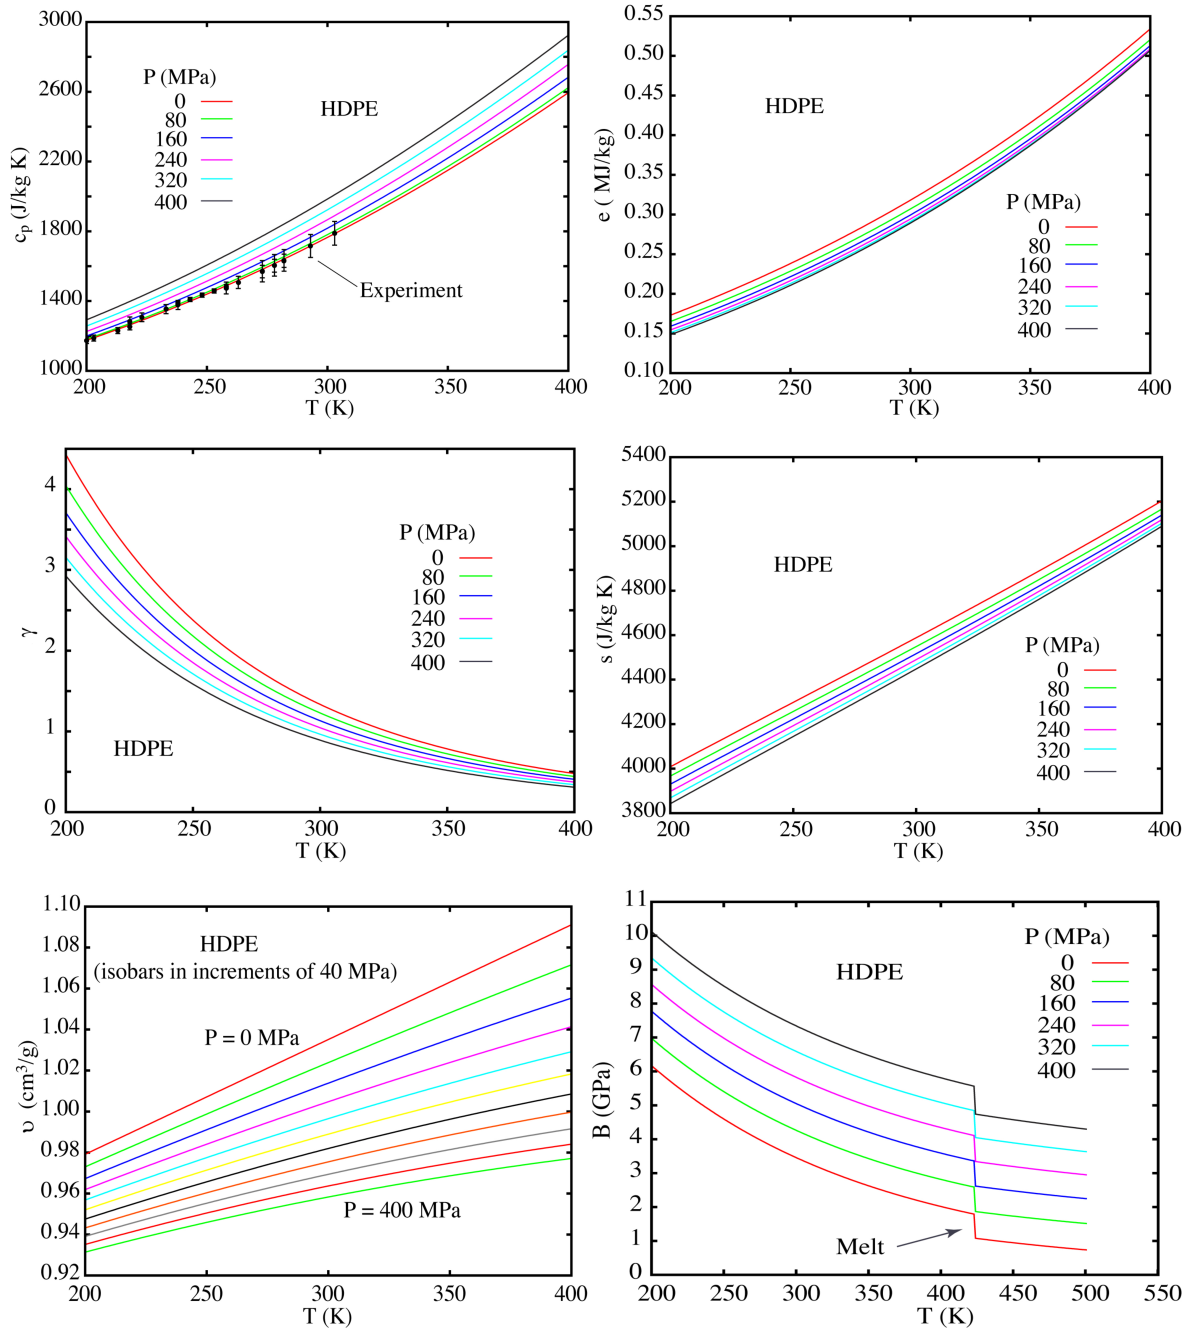 3000
2600
2200
1800
1400
1000
c_p (J/kg K)
P (MPa)
0
80
160
240
320
400
HDPE
Experiment
200 250 300 350 400
T (K)
0.55
0.50
0.45
0.40
0.35
0.30
0.25
0.20
0.15
0.10
e ( MJ/kg)
HDPE
P (MPa)
0
80
160
240
320
400
200 250 300 350 400
T (K)
4
3
2
1
0
γ
P (MPa)
0
80
160
240
320
400
HDPE
200 250 300 350 400
T (K)
5400
5200
5000
4800
4600
4400
4200
4000
3800
s (J/kg K)
HDPE
P (MPa)
0
80
160
240
320
400
200 250 300 350 400
T (K)
1.10
1.08
1.06
1.04
1.02
1.00
0.98
0.96
0.94
0.92
υ (cm³/g)
HDPE
(isobars in increments of 40 MPa)
P = 0 MPa
P = 400 MPa
200 250 300 350 400
T (K)
11
10
9
8
7
6
5
4
3
2
1
0
B (GPa)
HDPE
P (MPa)
0
80
160
240
320
400
Melt
200 250 300 350 400 450 500 550
T (K)